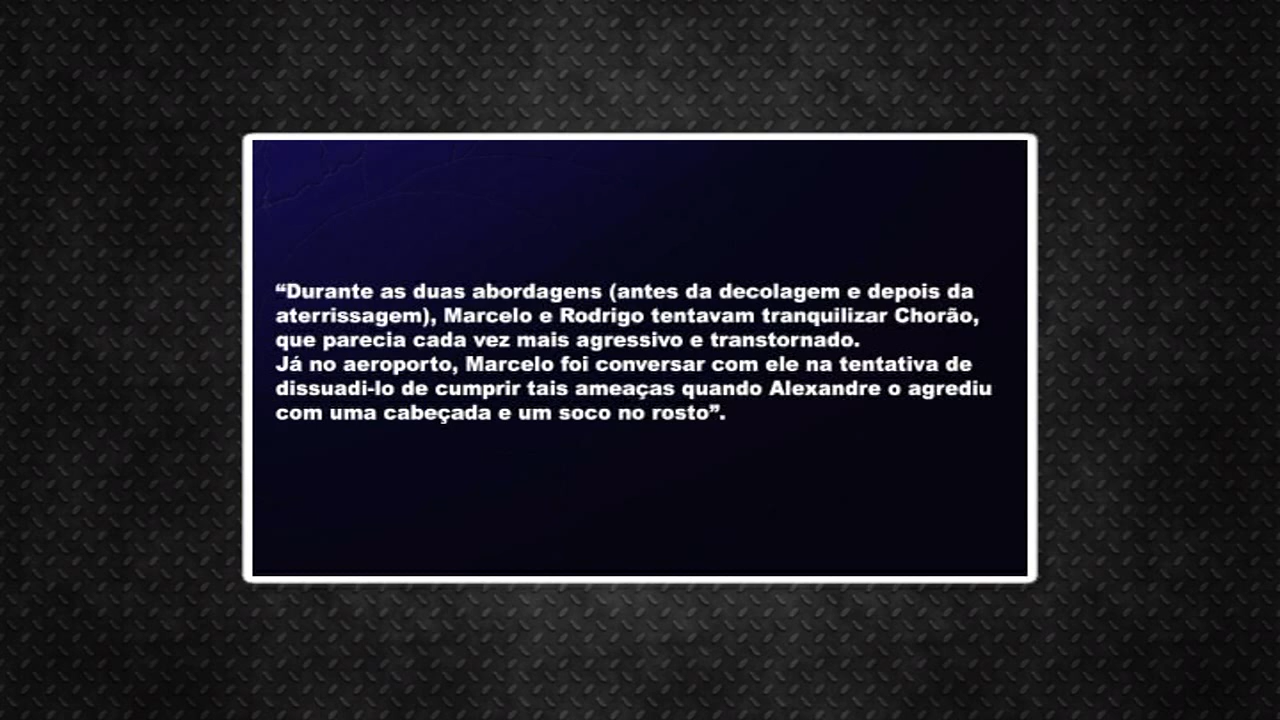 “Durante as duas abordagens (antes da decolagem e depois da
aterrissagem), Marcelo e Rodrigo tentavam tranquilizar Chorão,
que parecia cada vez mais agressivo e transtornado.
Já no aeroporto, Marcelo foi conversar com ele na tentativa de
dissuadi-lo de cumprir tais ameaças quando Alexandre o agrediu
com uma cabeçada e um soco no rosto”.